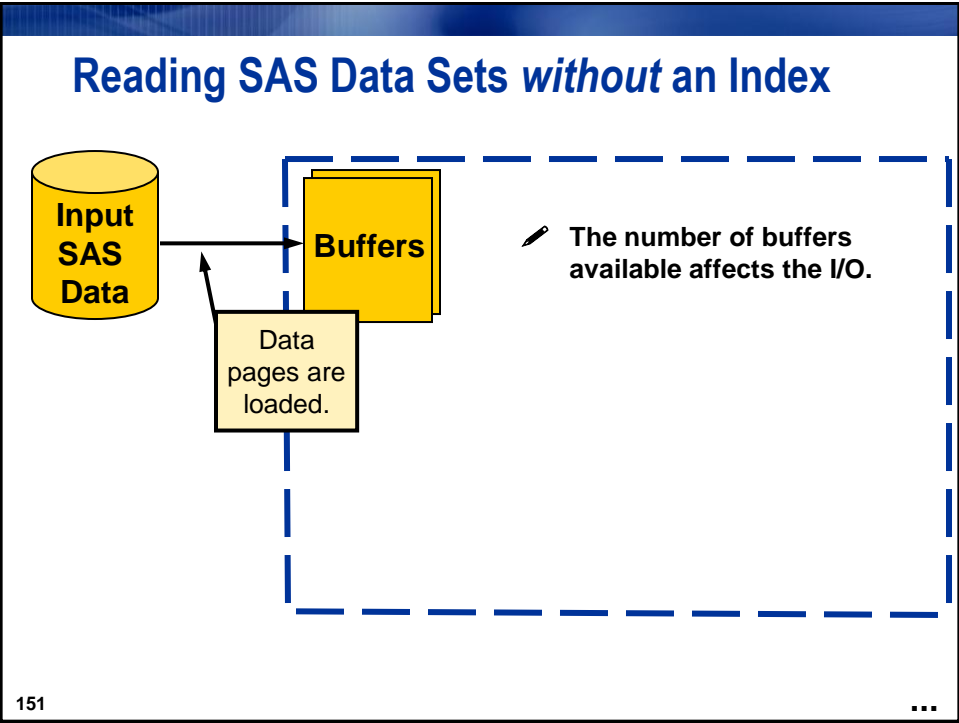 Reading SAS Data Sets without an Index
Input
SAS
Data
Buffers
The number of buffers
available affects the I/O.
Data
pages are
loaded.
151
...